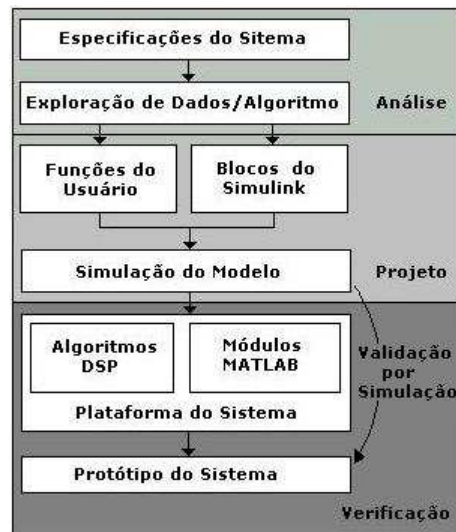 Especificações do Sitema
Exploração de Dados/Algoritmo
Análise
Funções do
Usuário
Blocos do
Simulink
Simulação do Modelo
Projeto
Algoritmos
DSP
Módulos
MATLAB
Plataforma do Sistema
Validação
por
Simulação
Protótipo do Sistema
Verificação